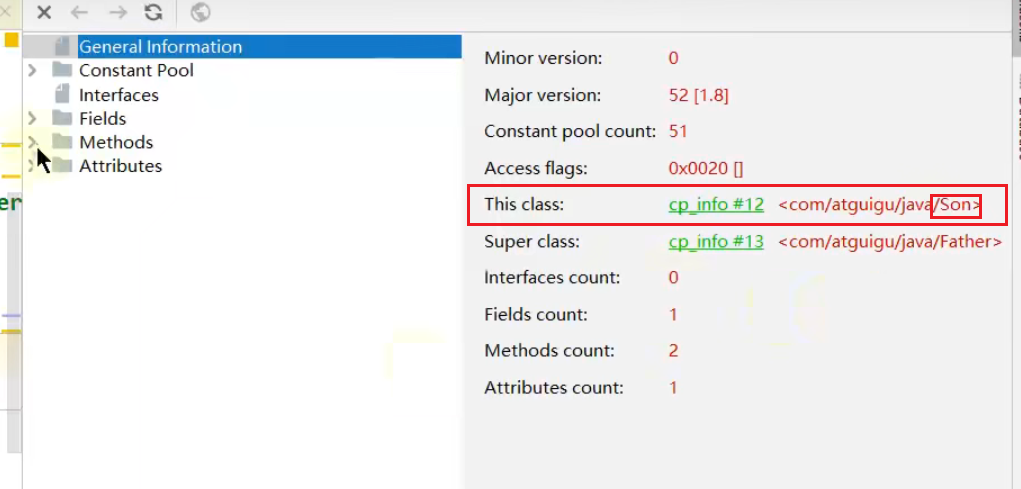 General Information
Constant Pool
Interfaces
Fields
Methods
Attributes
er
Minor version: 0
Major version: 52 [1.8]
Constant pool count: 51
Access flags: 0x0020 []
This class: cp_info #12 <com/atguigu/java/Son>
Super class: cp_info #13 <com/atguigu/java/Father>
Interfaces count: 0
Fields count: 1
Methods count: 2
Attributes count: 1